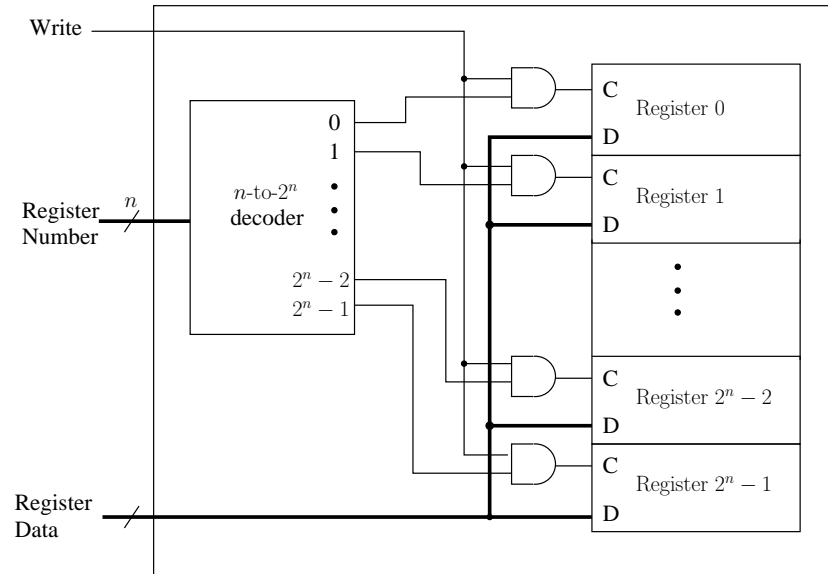 Write
C
Register 0
D
0
1
n
n-to-2ⁿ
decoder
Register
Number
C
Register 1
D
2ⁿ − 2
2ⁿ − 1
C
Register 2ⁿ − 2
D
C
Register 2ⁿ − 1
D
Register
Data